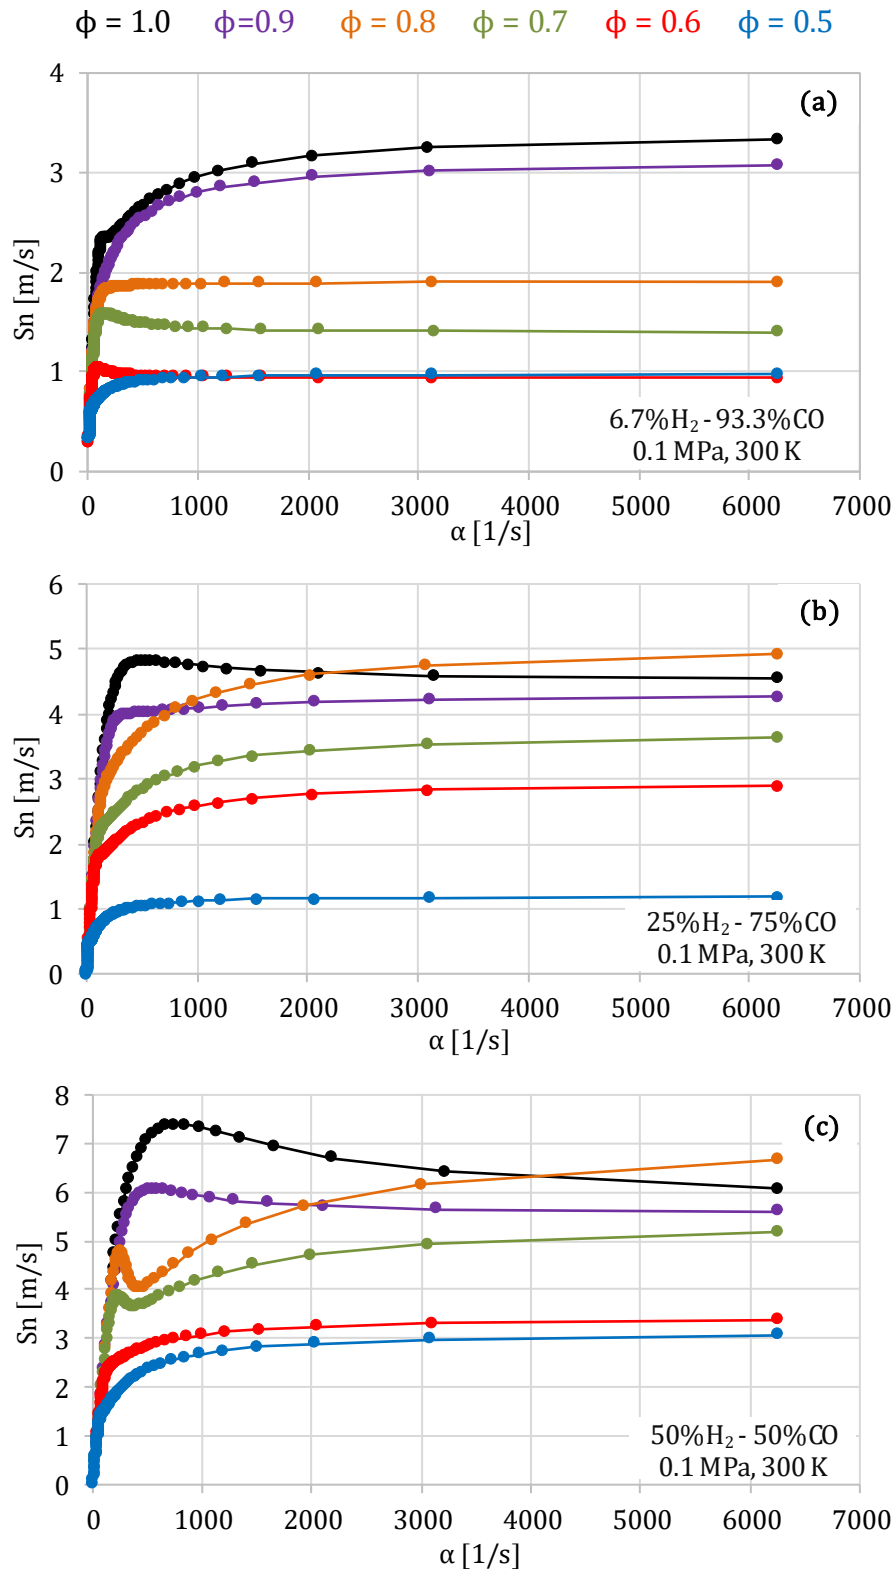 ϕ = 1.0 ϕ=0.9 ϕ = 0.8 ϕ = 0.7 ϕ = 0.6 ϕ = 0.5
(a)
Sn [m/s]
4
3
2
1
0
6.7%H₂ - 93.3%CO
0.1 MPa, 300 K
0 1000 2000 3000 4000 5000 6000 7000
α [1/s]
(b)
Sn [m/s]
6
5
4
3
2
1
0
25%H₂ - 75%CO
0.1 MPa, 300 K
0 1000 2000 3000 4000 5000 6000 7000
α [1/s]
(c)
Sn [m/s]
8
7
6
5
4
3
2
1
0
50%H₂ - 50%CO
0.1 MPa, 300 K
0 1000 2000 3000 4000 5000 6000 7000
α [1/s]